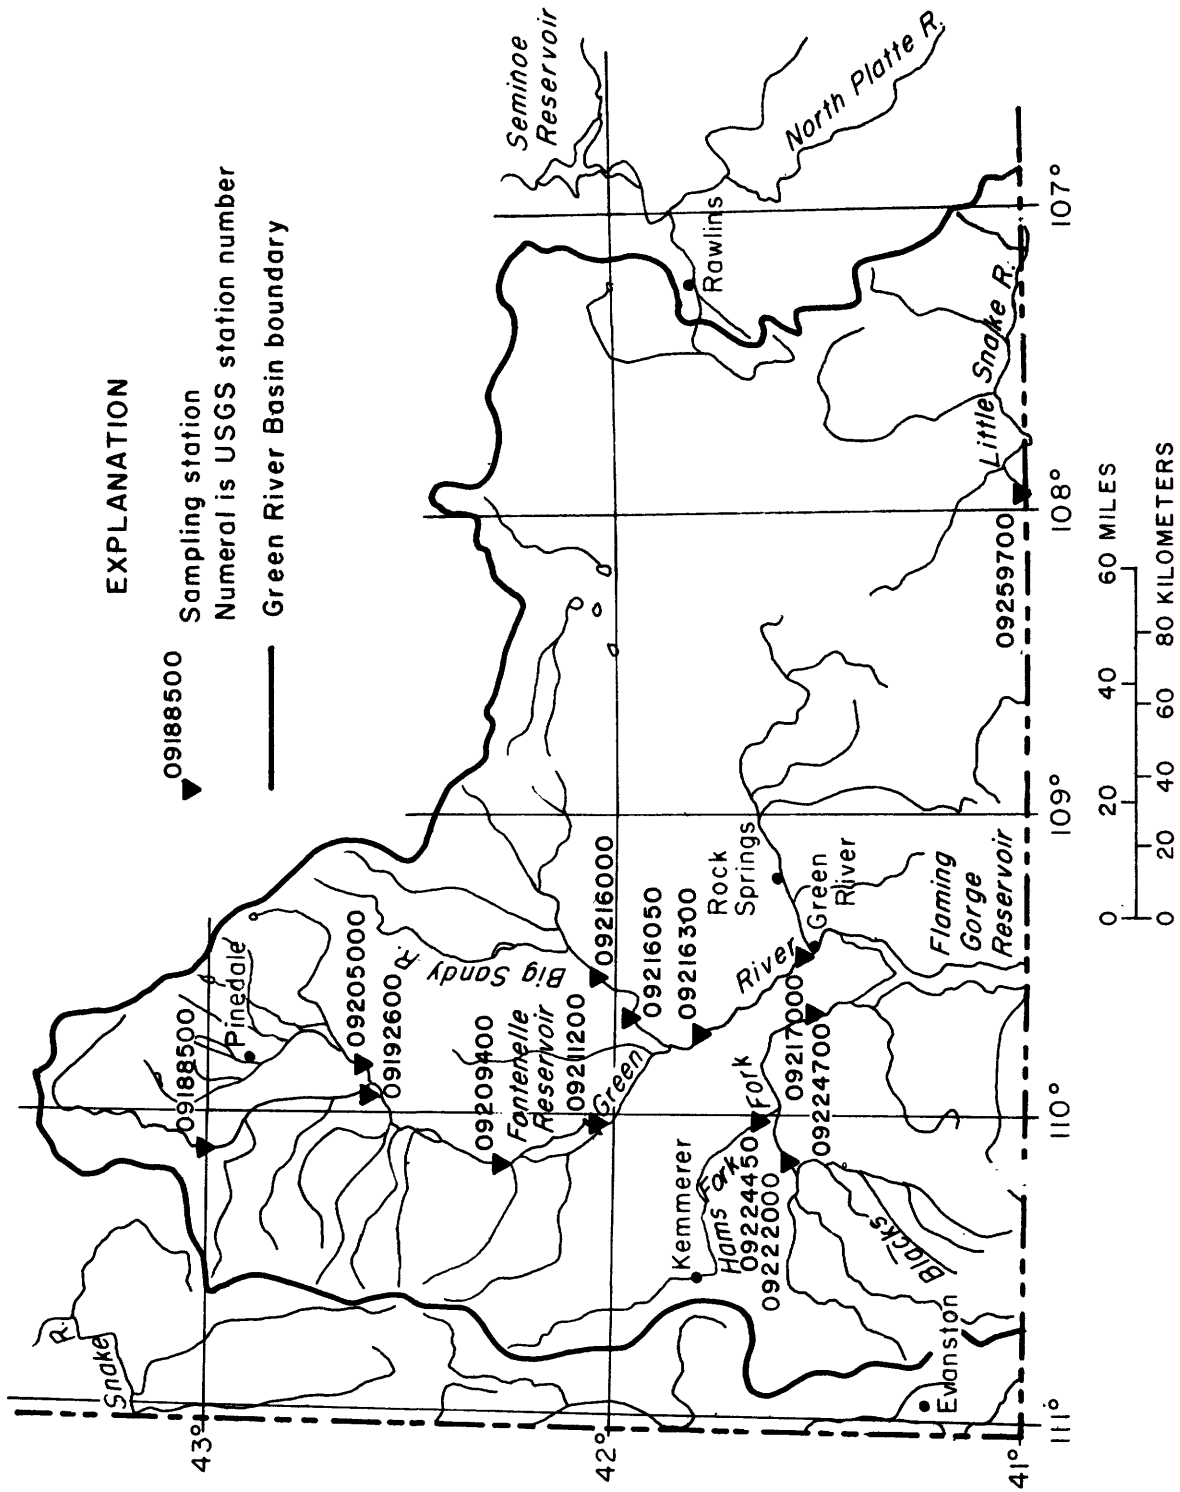 EXPLANATION
09188500
Sampling station
Numeral is USGS station number
Green River Basin boundary
Seminoe
Reservoir
North Platte R.
Rawlins
Little Snake R.
09259700
Snake
R.
09188500
Pinedale
09205000
09192600
Big Sandy R.
09209400
Fontenelle
Reservoir
09211200
09216000
09216050
09216300
Green
River
Rock
Springs
Green
River
Flaming
Gorge
Reservoir
09217000
09224700
Kemmerer
Hams Fork
09224450
09222000
Blacks
Fork
Evanston
43°
42°
41°
111°
110°
109°
108°
107°
0 20 40 60 MILES
0 20 40 60 80 KILOMETERS